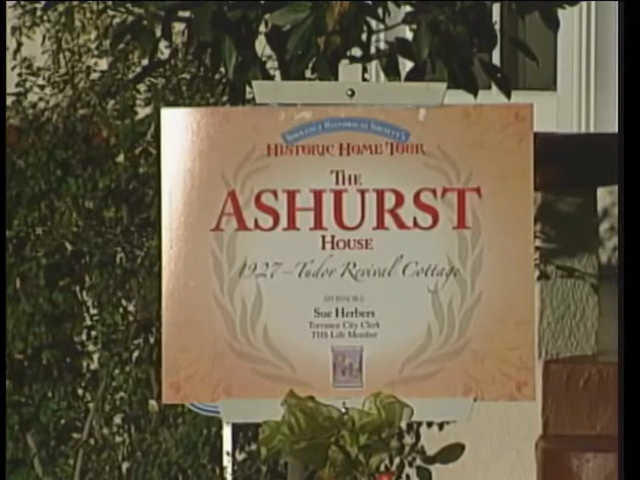 Torrance Historical Society's
Historic Home Tour
The
ASHURST
House
1927–Tudor Revival Cottage
SPONSORS:
Sue Herbers
Torrance City Clerk
THS Life Member